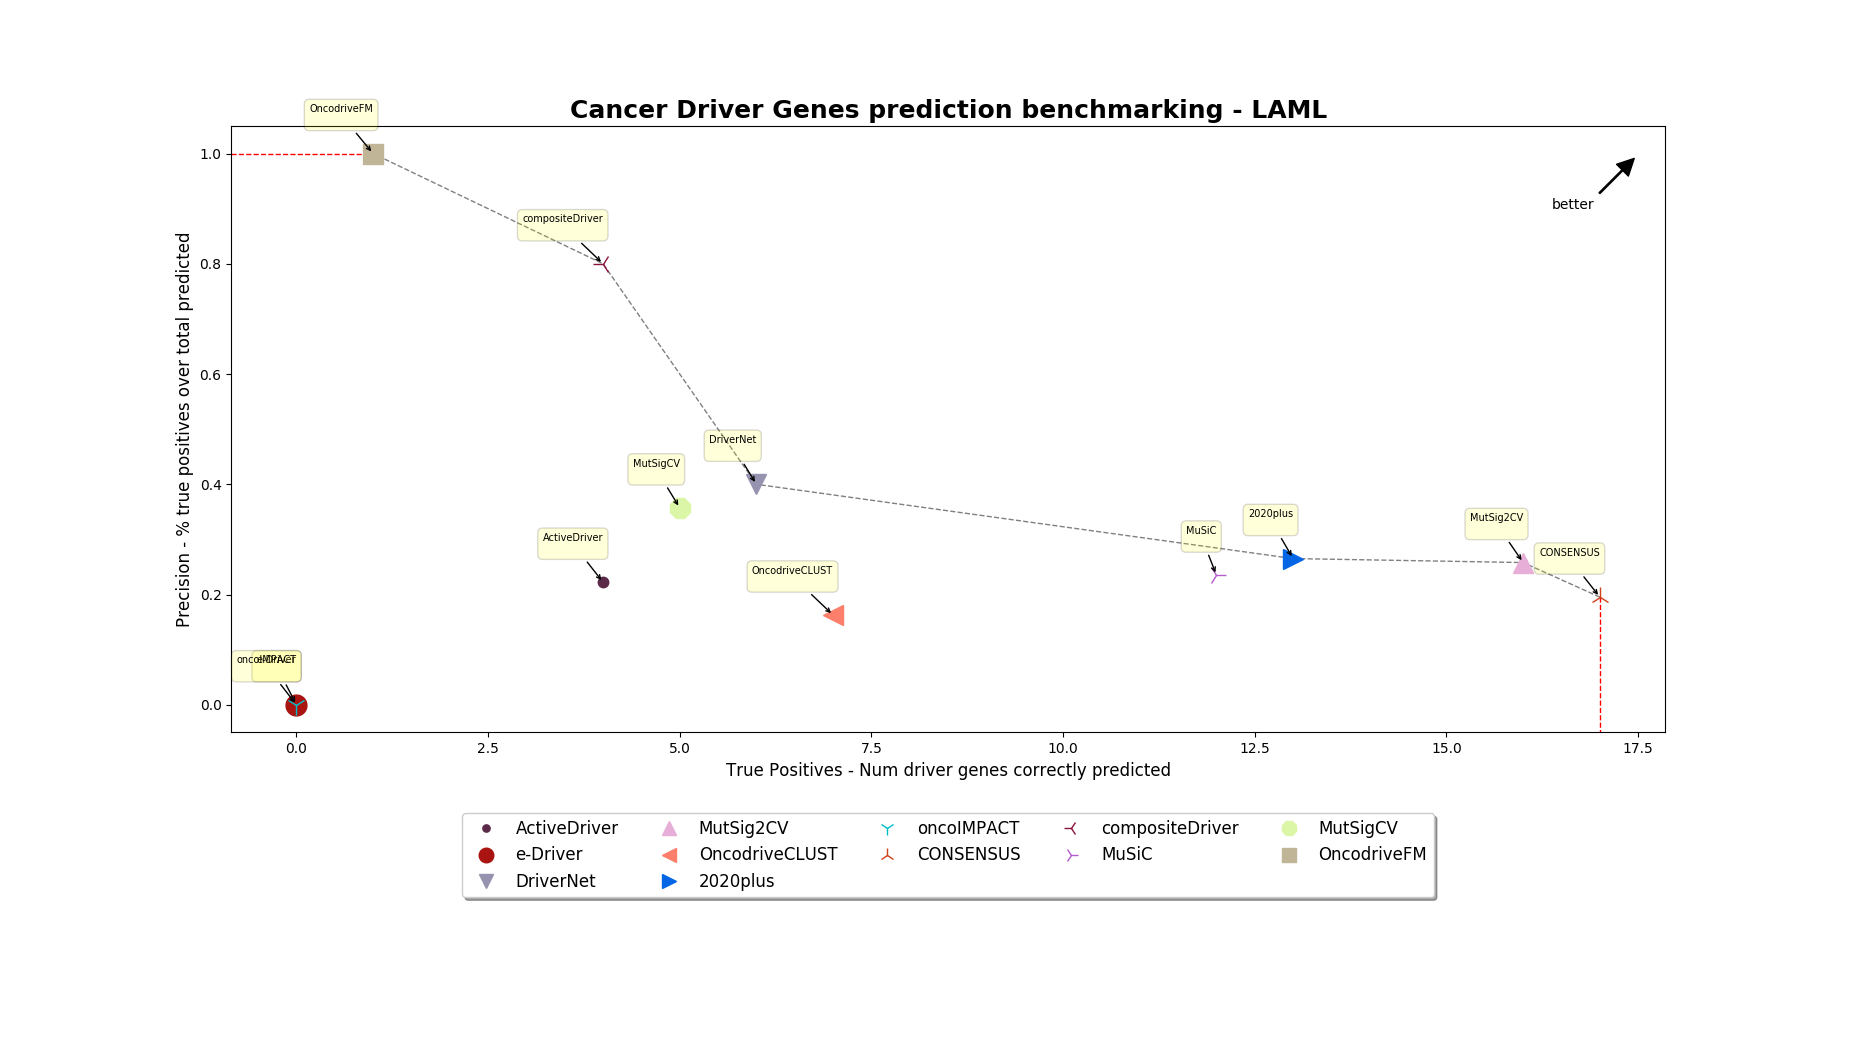 Cancer Driver Genes prediction benchmarking - LAML
OncodriveFM
compositeDriver
better
DriverNet
MutSigCV
ActiveDriver
OncodriveCLUST
MuSiC
2020plus
MutSig2CV
CONSENSUS
oncoIMPACT
e-Driver
Precision - % true positives over total predicted
1.0
0.8
0.6
0.4
0.2
0.0
0.0 2.5 5.0 7.5 10.0 12.5 15.0 17.5
True Positives - Num driver genes correctly predicted
ActiveDriver MutSig2CV oncoIMPACT compositeDriver MutSigCV
e-Driver OncodriveCLUST CONSENSUS MuSiC OncodriveFM
DriverNet 2020plus